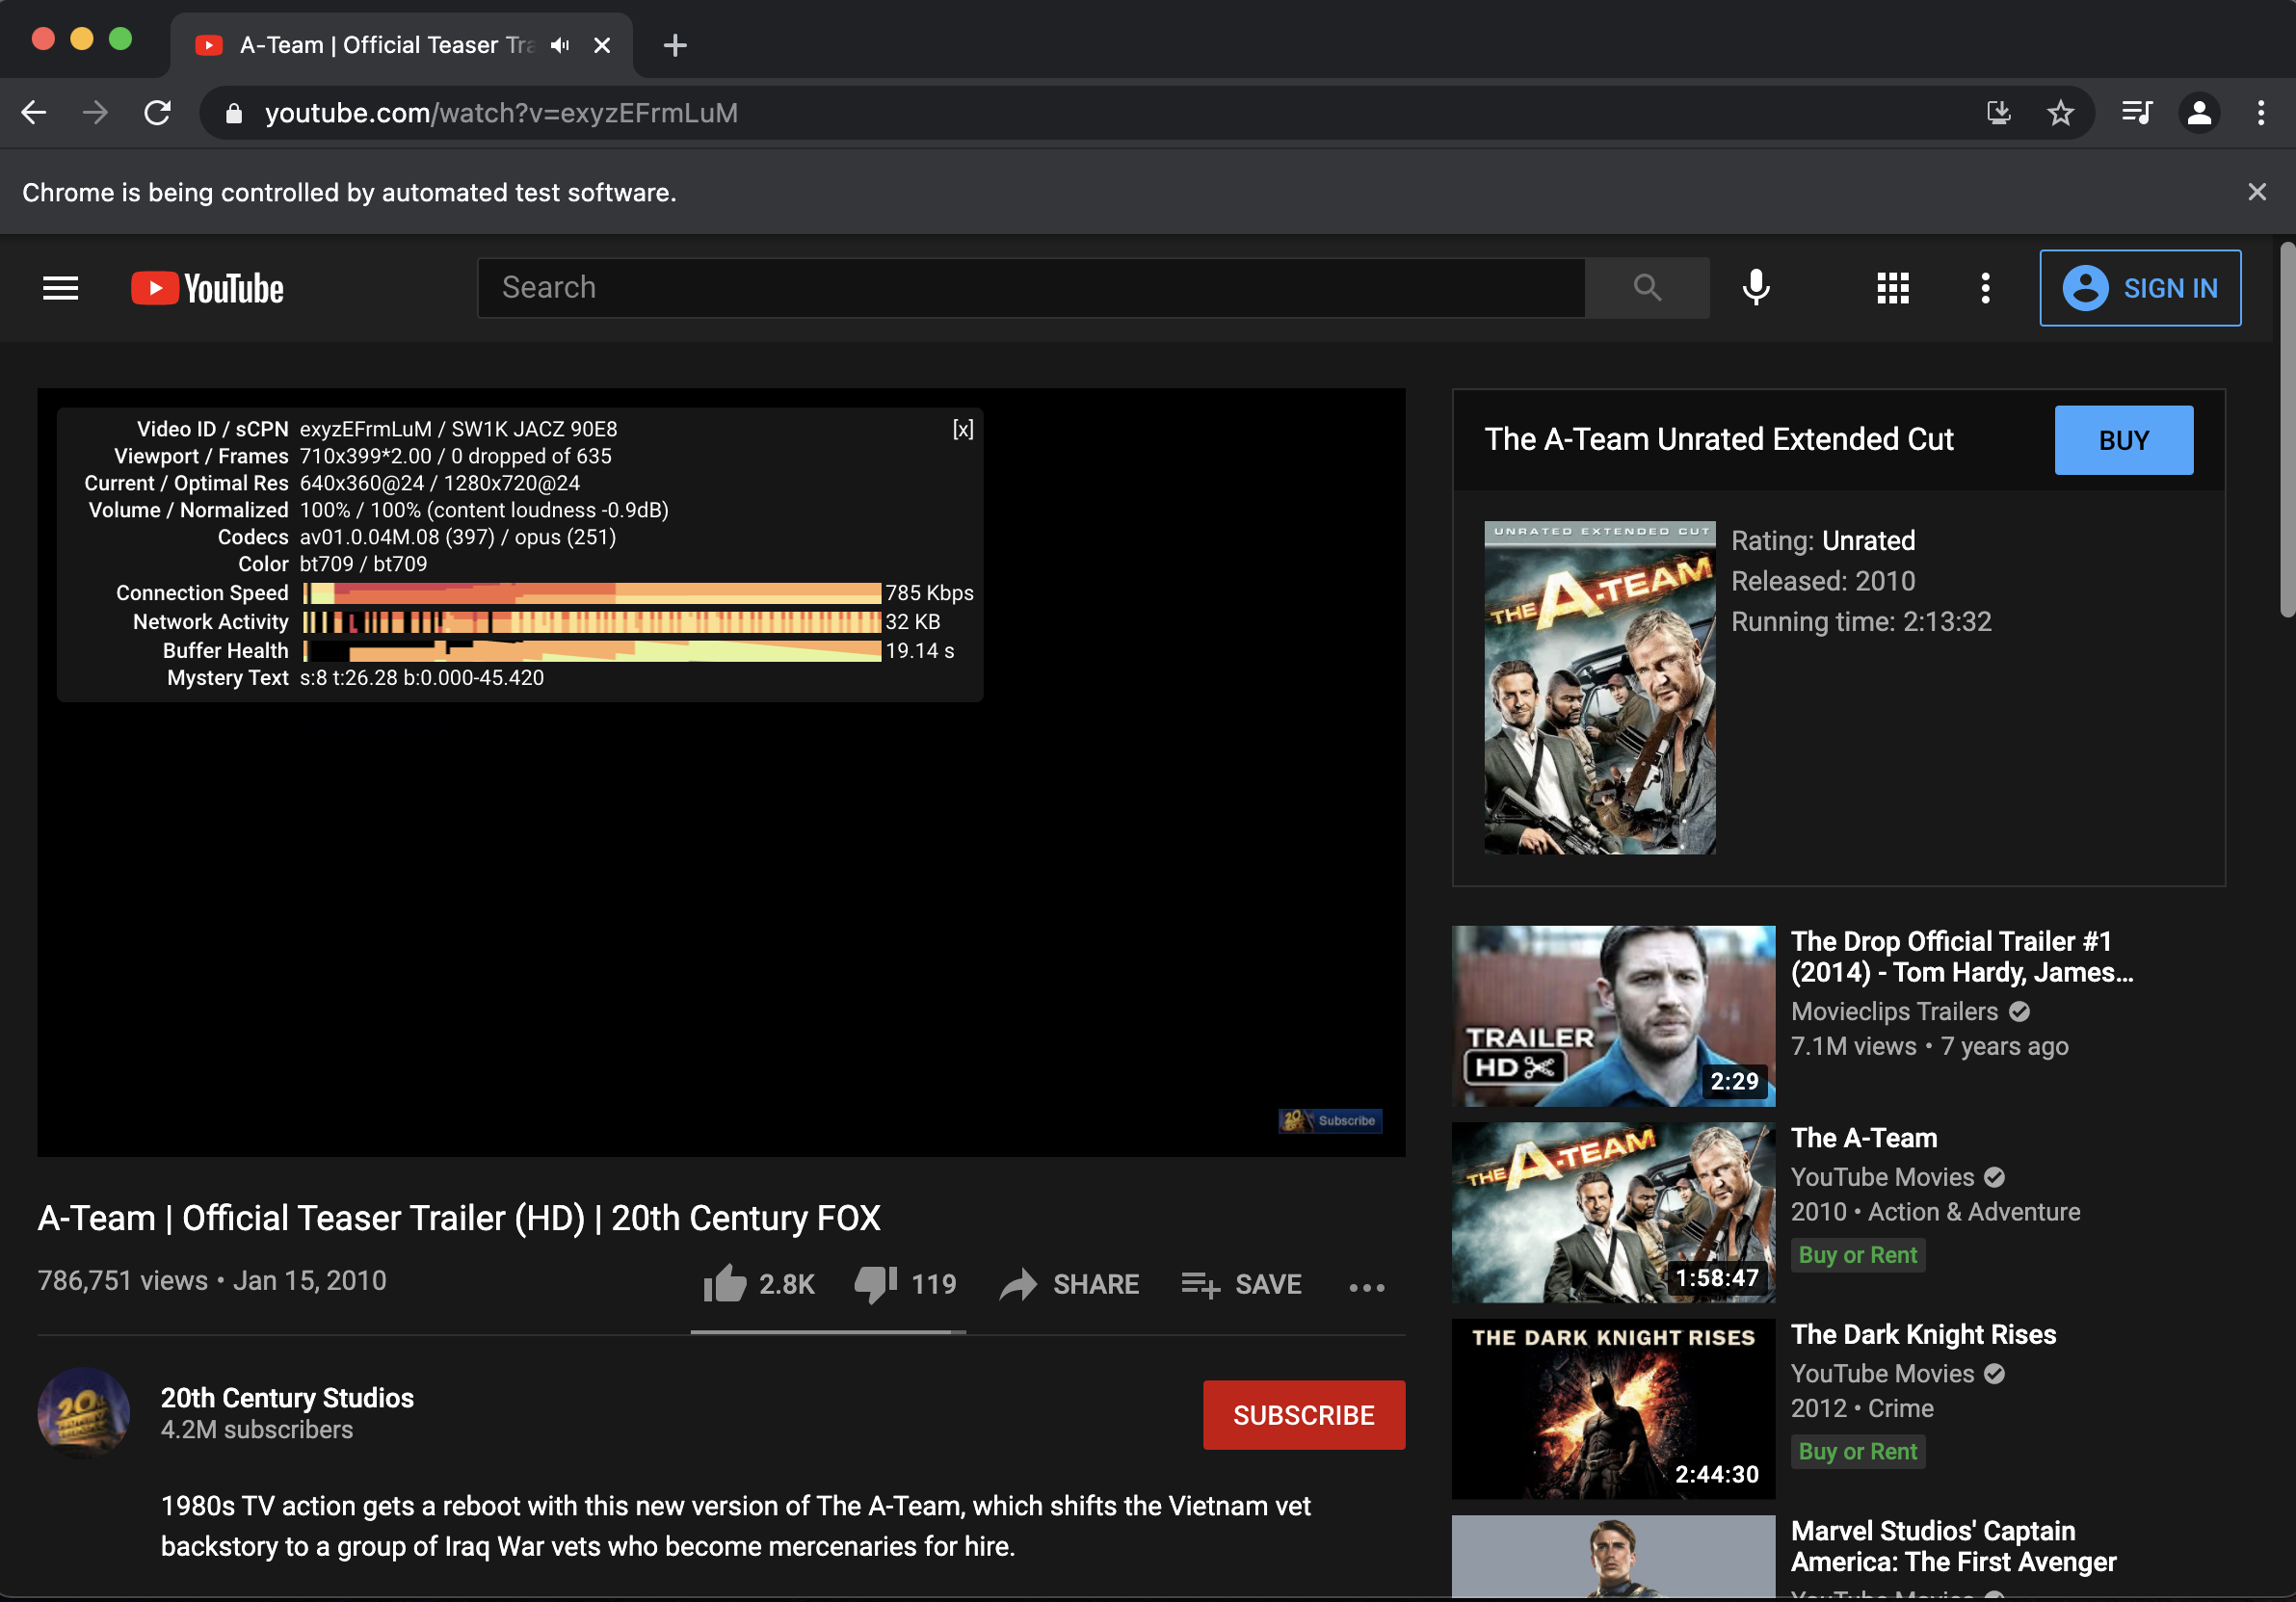 A-Team | Official Teaser Tra
youtube.com/watch?v=exyzEFrmLuM
Chrome is being controlled by automated test software.
YouTube
Search
SIGN IN
Video ID / sCPN exyzEFrmLuM / SW1K JACZ 90E8
[x]
Viewport / Frames 710x399*2.00 / 0 dropped of 635
Current / Optimal Res 640x360@24 / 1280x720@24
Volume / Normalized 100% / 100% (content loudness -0.9dB)
Codecs av01.0.04M.08 (397) / opus (251)
Color bt709 / bt709
Connection Speed 785 Kbps
Network Activity 32 KB
Buffer Health 19.14 s
Mystery Text s:8 t:26.28 b:0.000-45.420
Subscribe
A-Team | Official Teaser Trailer (HD) | 20th Century FOX
786,751 views • Jan 15, 2010
2.8K
119
SHARE
SAVE
20th Century Studios
4.2M subscribers
SUBSCRIBE
1980s TV action gets a reboot with this new version of The A-Team, which shifts the Vietnam vet
backstory to a group of Iraq War vets who become mercenaries for hire.
The A-Team Unrated Extended Cut
BUY
UNRATED EXTENDED CUT
THE A-TEAM
Rating: Unrated
Released: 2010
Running time: 2:13:32
TRAILER
HD
2:29
The Drop Official Trailer #1
(2014) - Tom Hardy, James...
Movieclips Trailers
7.1M views • 7 years ago
THE A-TEAM
1:58:47
The A-Team
YouTube Movies
2010 • Action & Adventure
Buy or Rent
THE DARK KNIGHT RISES
2:44:30
The Dark Knight Rises
YouTube Movies
2012 • Crime
Buy or Rent
Marvel Studios' Captain
America: The First Avenger
YouTube Movies